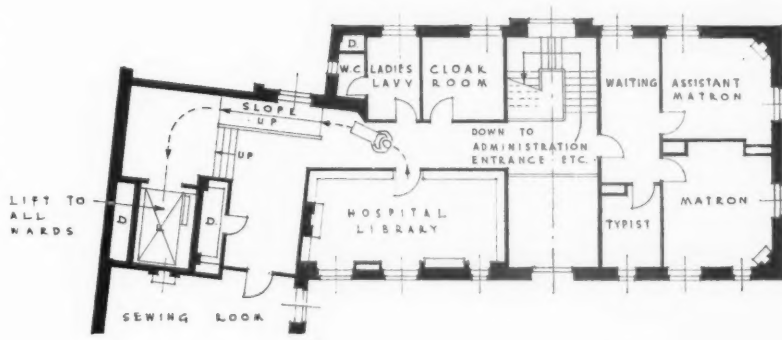 D.
W.C.
LADIES
LAVY
CLOAK
ROOM
WAITING
ASSISTANT
MATRON
SLOPE
UP
UP
DOWN TO
ADMINISTRATION
ENTRANCE ETC.
LIFT TO
ALL
WARDS
D.
D.
HOSPITAL
LIBRARY
TYPIST
MATRON
SEWING ROOM